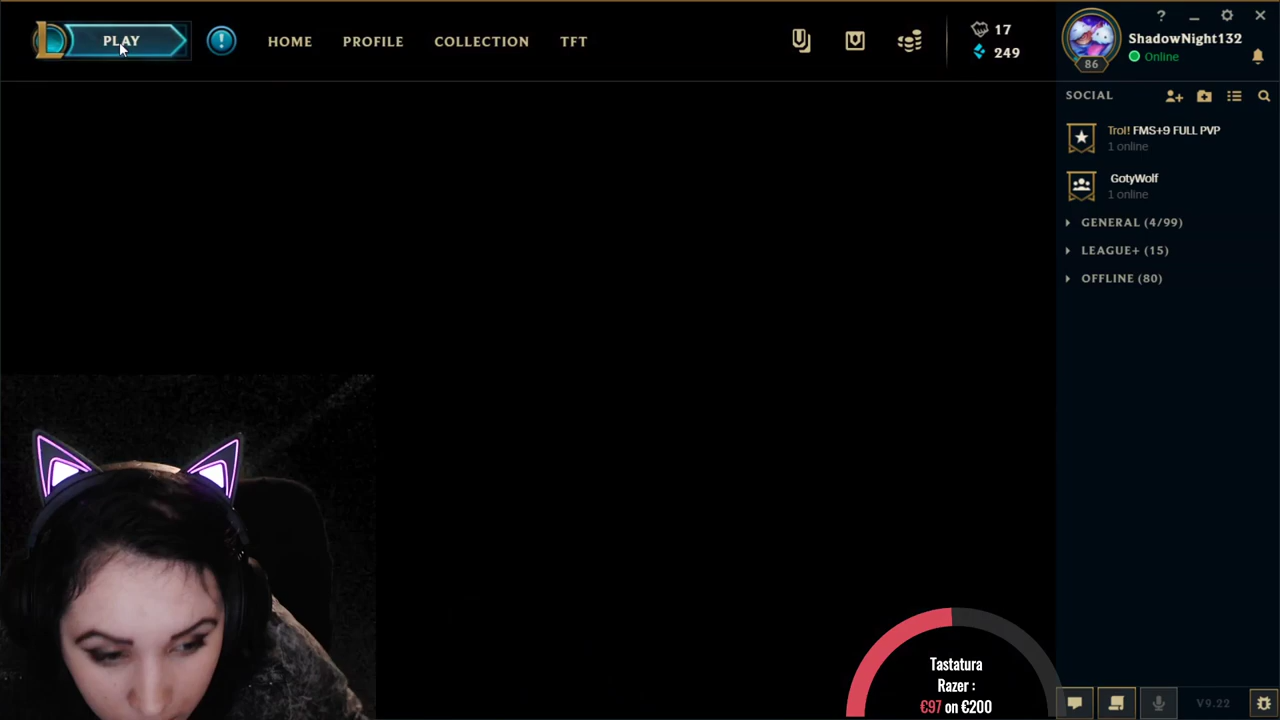 PLAY
HOME
PROFILE
COLLECTION
TFT
17
249
ShadowNight132
86
Online
SOCIAL
Trol! FMS+9 FULL PVP
1 online
GotyWolf
1 online
GENERAL (4/99)
LEAGUE+ (15)
OFFLINE (80)
Tastatura
Razer :
€97 on €200
V9.22